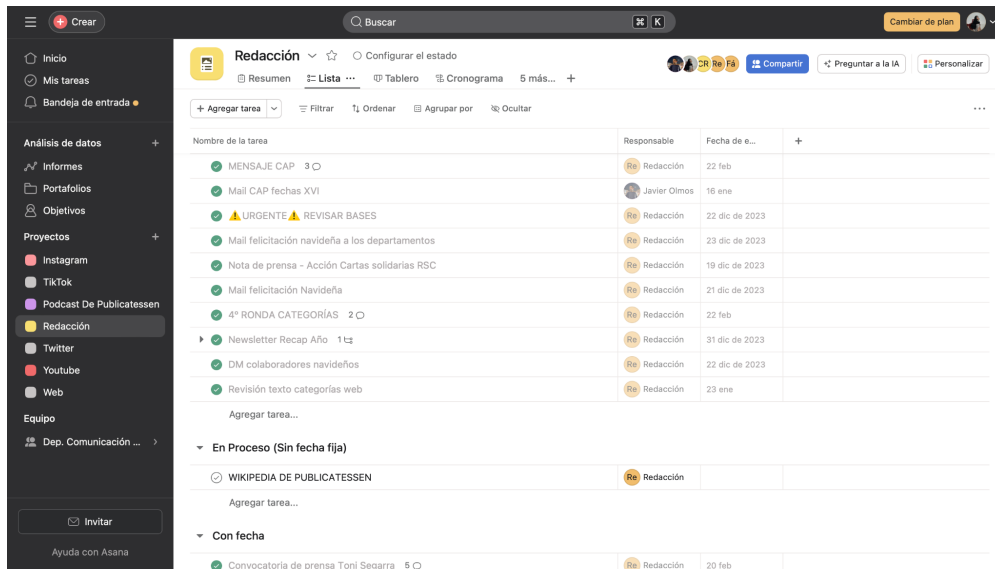 Crear
Buscar
⌘ K
Cambiar de plan
Inicio
Mis tareas
Bandeja de entrada
Análisis de datos +
Informes
Portafolios
Objetivos
Proyectos +
Instagram
TikTok
Podcast De Publicatessen
Redacción
Twitter
Youtube
Web
Equipo
Dep. Comunicación ...
Invitar
Ayuda con Asana
Redacción
Configurar el estado
Resumen Lista ... Tablero Cronograma 5 más... +
CR Re Fá
Compartir
Preguntar a la IA
Personalizar
+ Agregar tarea Filtrar Ordenar Agrupar por Ocultar ...
Nombre de la tarea Responsable Fecha de e... +
MENSAJE CAP 3 Re Redacción 22 feb
Mail CAP fechas XVI Javier Olmos 16 ene
⚠️URGENTE⚠️ REVISAR BASES Re Redacción 22 dic de 2023
Mail felicitación navideña a los departamentos Re Redacción 23 dic de 2023
Nota de prensa - Acción Cartas solidarias RSC Re Redacción 19 dic de 2023
Mail felicitación Navideña Re Redacción 21 dic de 2023
4º RONDA CATEGORÍAS 2 Re Redacción 22 feb
Newsletter Recap Año 1 Re Redacción 31 dic de 2023
DM colaboradores navideños Re Redacción 22 dic de 2023
Revisión texto categorías web Re Redacción 23 ene
Agregar tarea...
En Proceso (Sin fecha fija)
WIKIPEDIA DE PUBLICATESSEN Re Redacción
Agregar tarea...
Con fecha
Convocatoria de prensa Toni Segarra 5 Re Redacción 20 feb